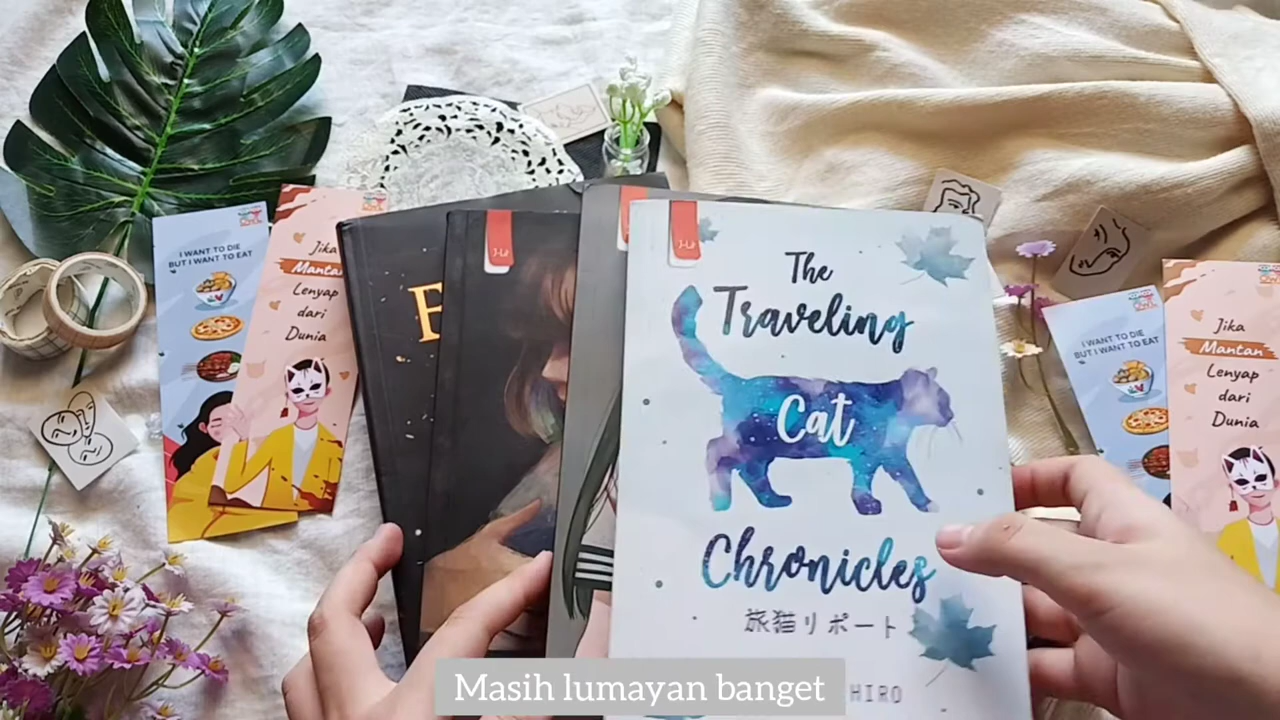 I WANT TO DIE
BUT I WANT TO EAT
Jika
Mantan
Lenyap
dari
Dunia
J-Lit
J-Lit
The
Traveling
Cat
Chronicles
旅猫リポート
HIRO
I WANT TO DIE
BUT I WANT TO EAT
Jika
Mantan
Lenyap
dari
Dunia
Masih lumayan banget